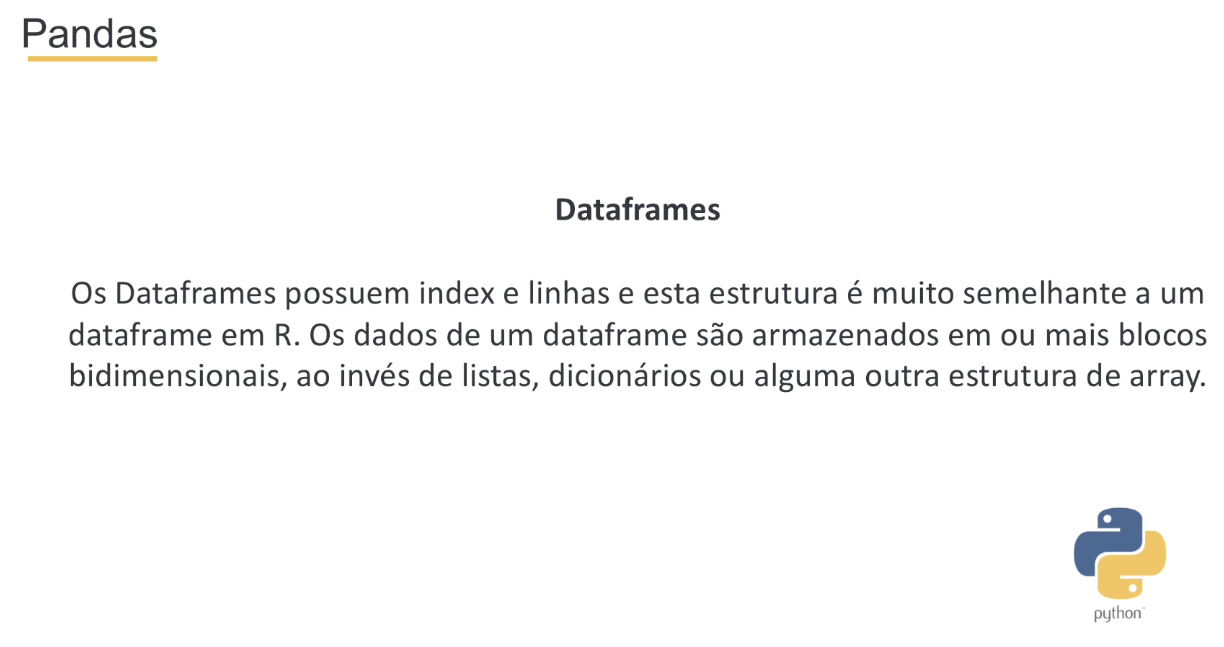 Pandas
Dataframes
Os Dataframes possuem index e linhas e esta estrutura é muito semelhante a um
dataframe em R. Os dados de um dataframe são armazenados em ou mais blocos
bidimensionais, ao invés de listas, dicionários ou alguma outra estrutura de array.
python™